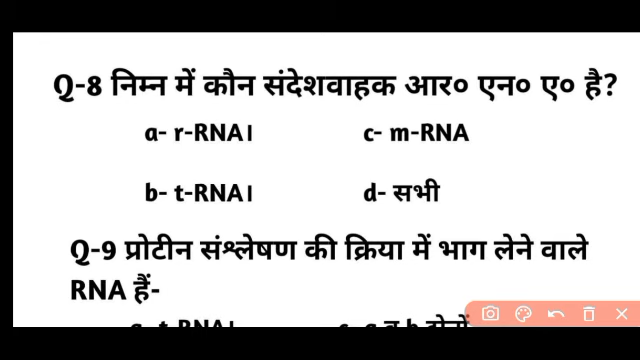 Q-8 निम्न में कौन संदेशवाहक आर० एन० ए० है?
a- r-RNA। c- m-RNA
b- t-RNA। d- सभी
Q-9 प्रोटीन संश्लेषण की क्रिया में भाग लेने वाले
RNA हैं-